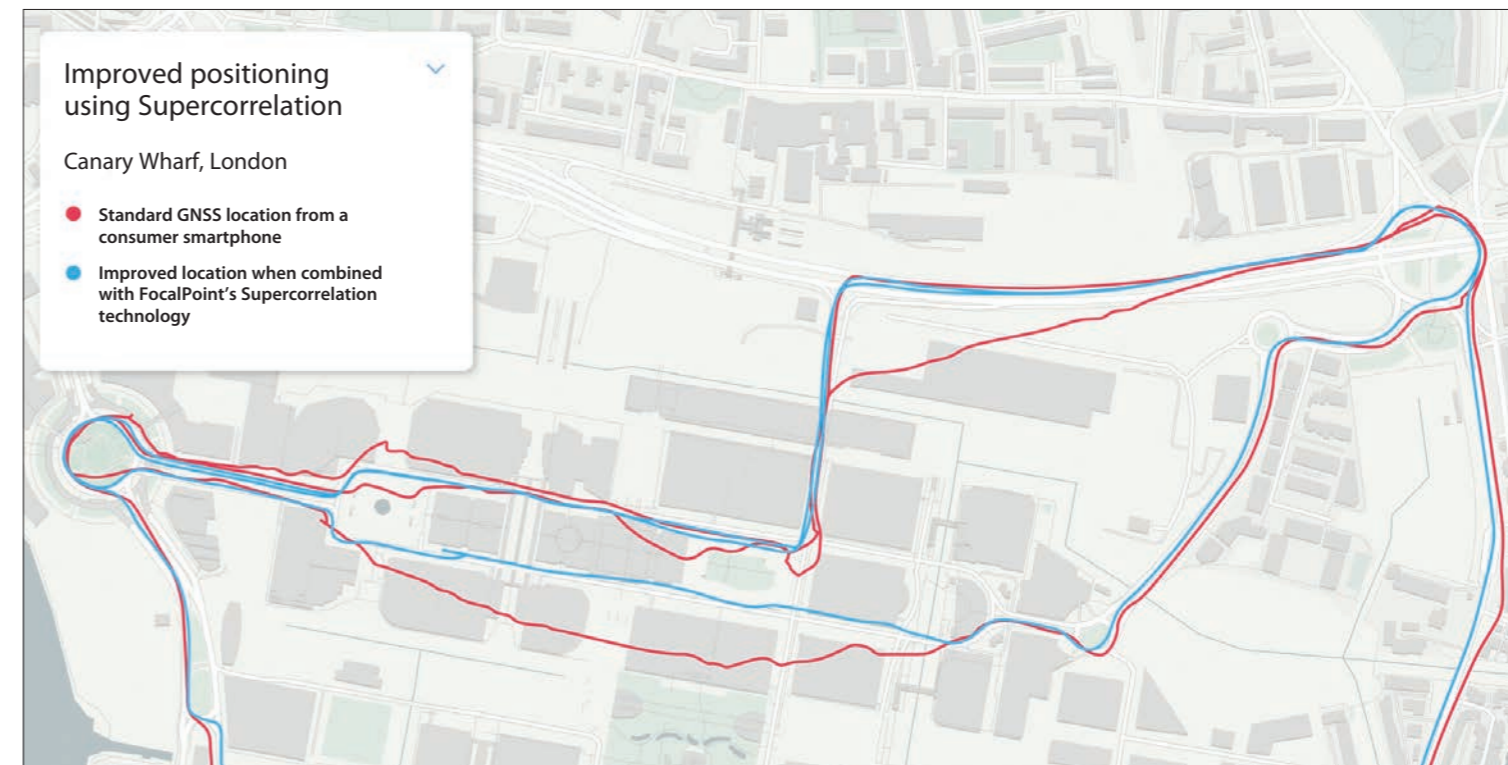 Improved positioning
using Supercorrelation
Canary Wharf, London
Standard GNSS location from a
consumer smartphone
Improved location when combined
with FocalPoint’s Supercorrelation
technology